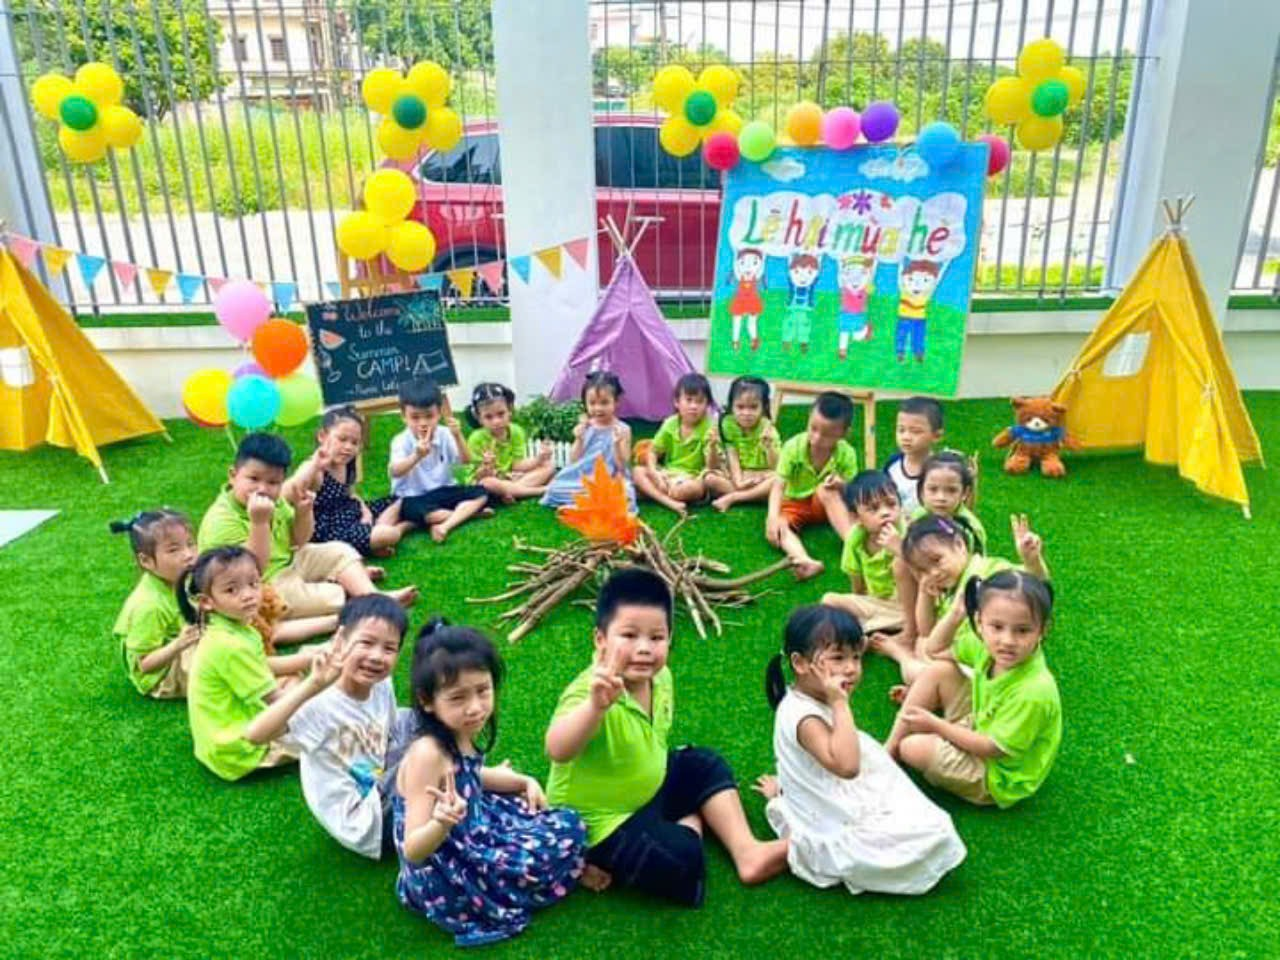 Lễ hội mùa hè
Welcome
to the
Summer
CAMP!